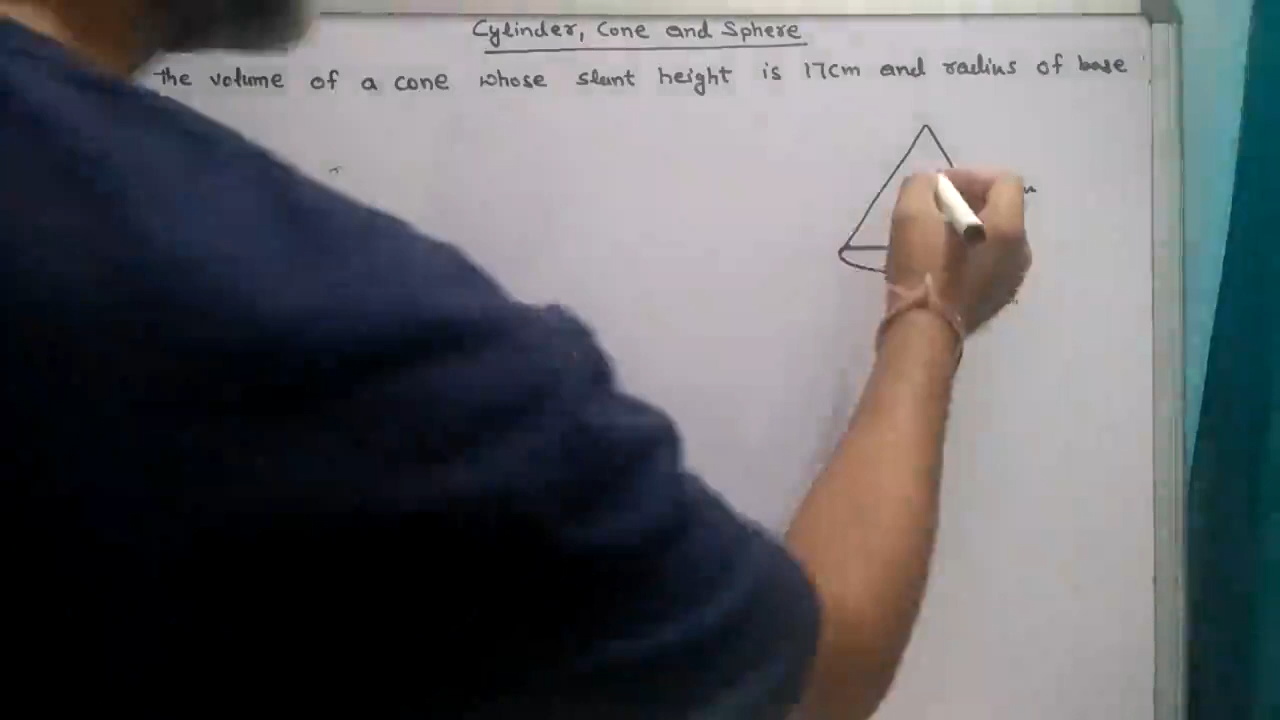 Cylinder, Cone and Sphere
the volume of a cone whose slant height is 17cm and radius of base